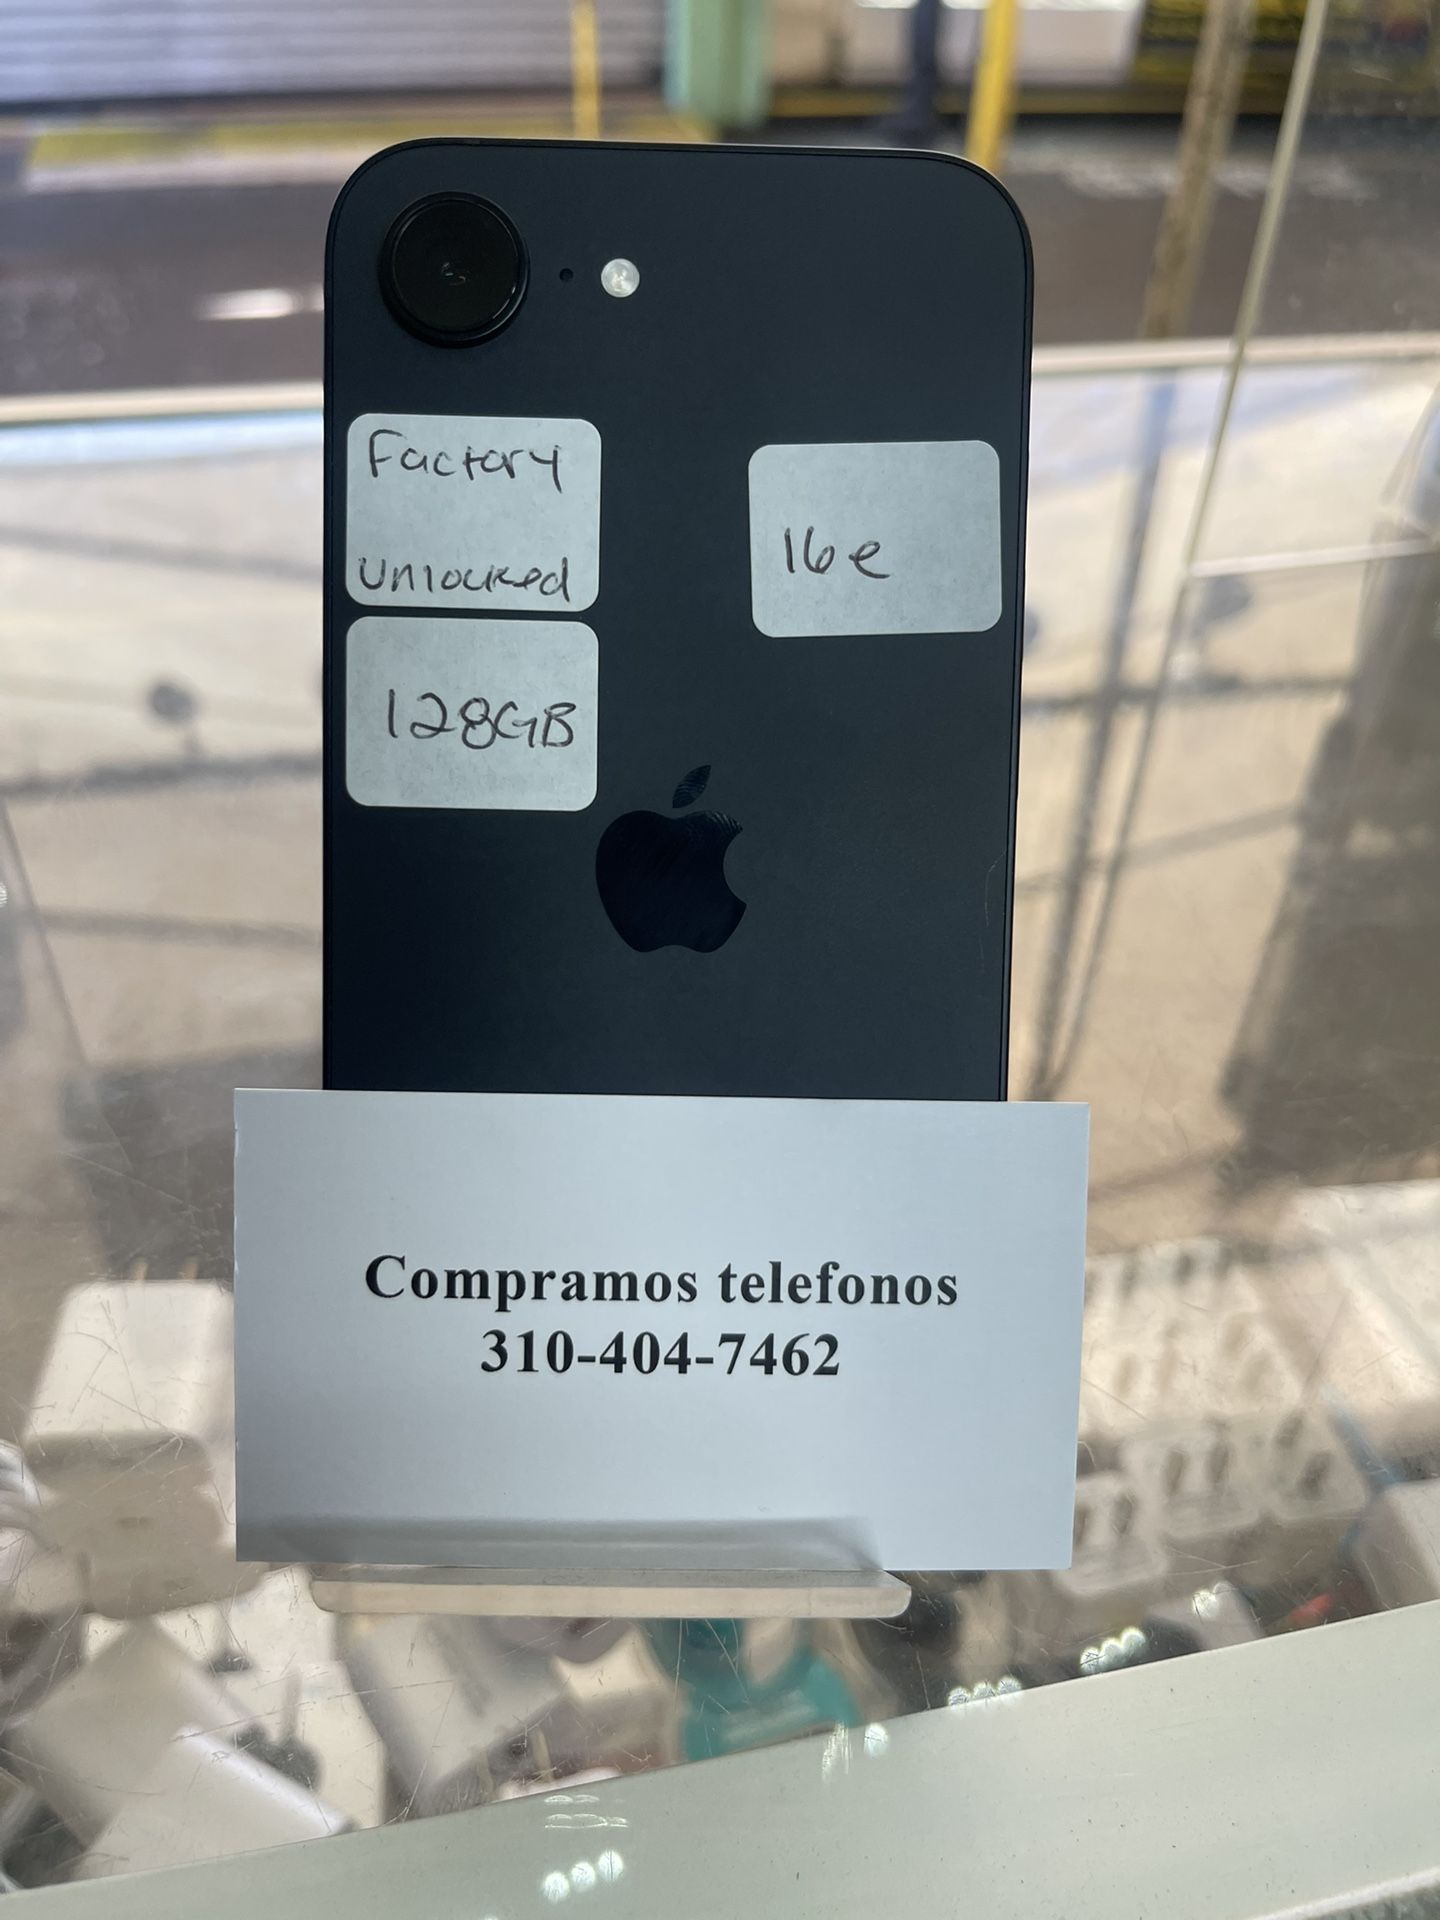 Factory
unlocked
16e
128GB
Compramos telefonos
310-404-7462